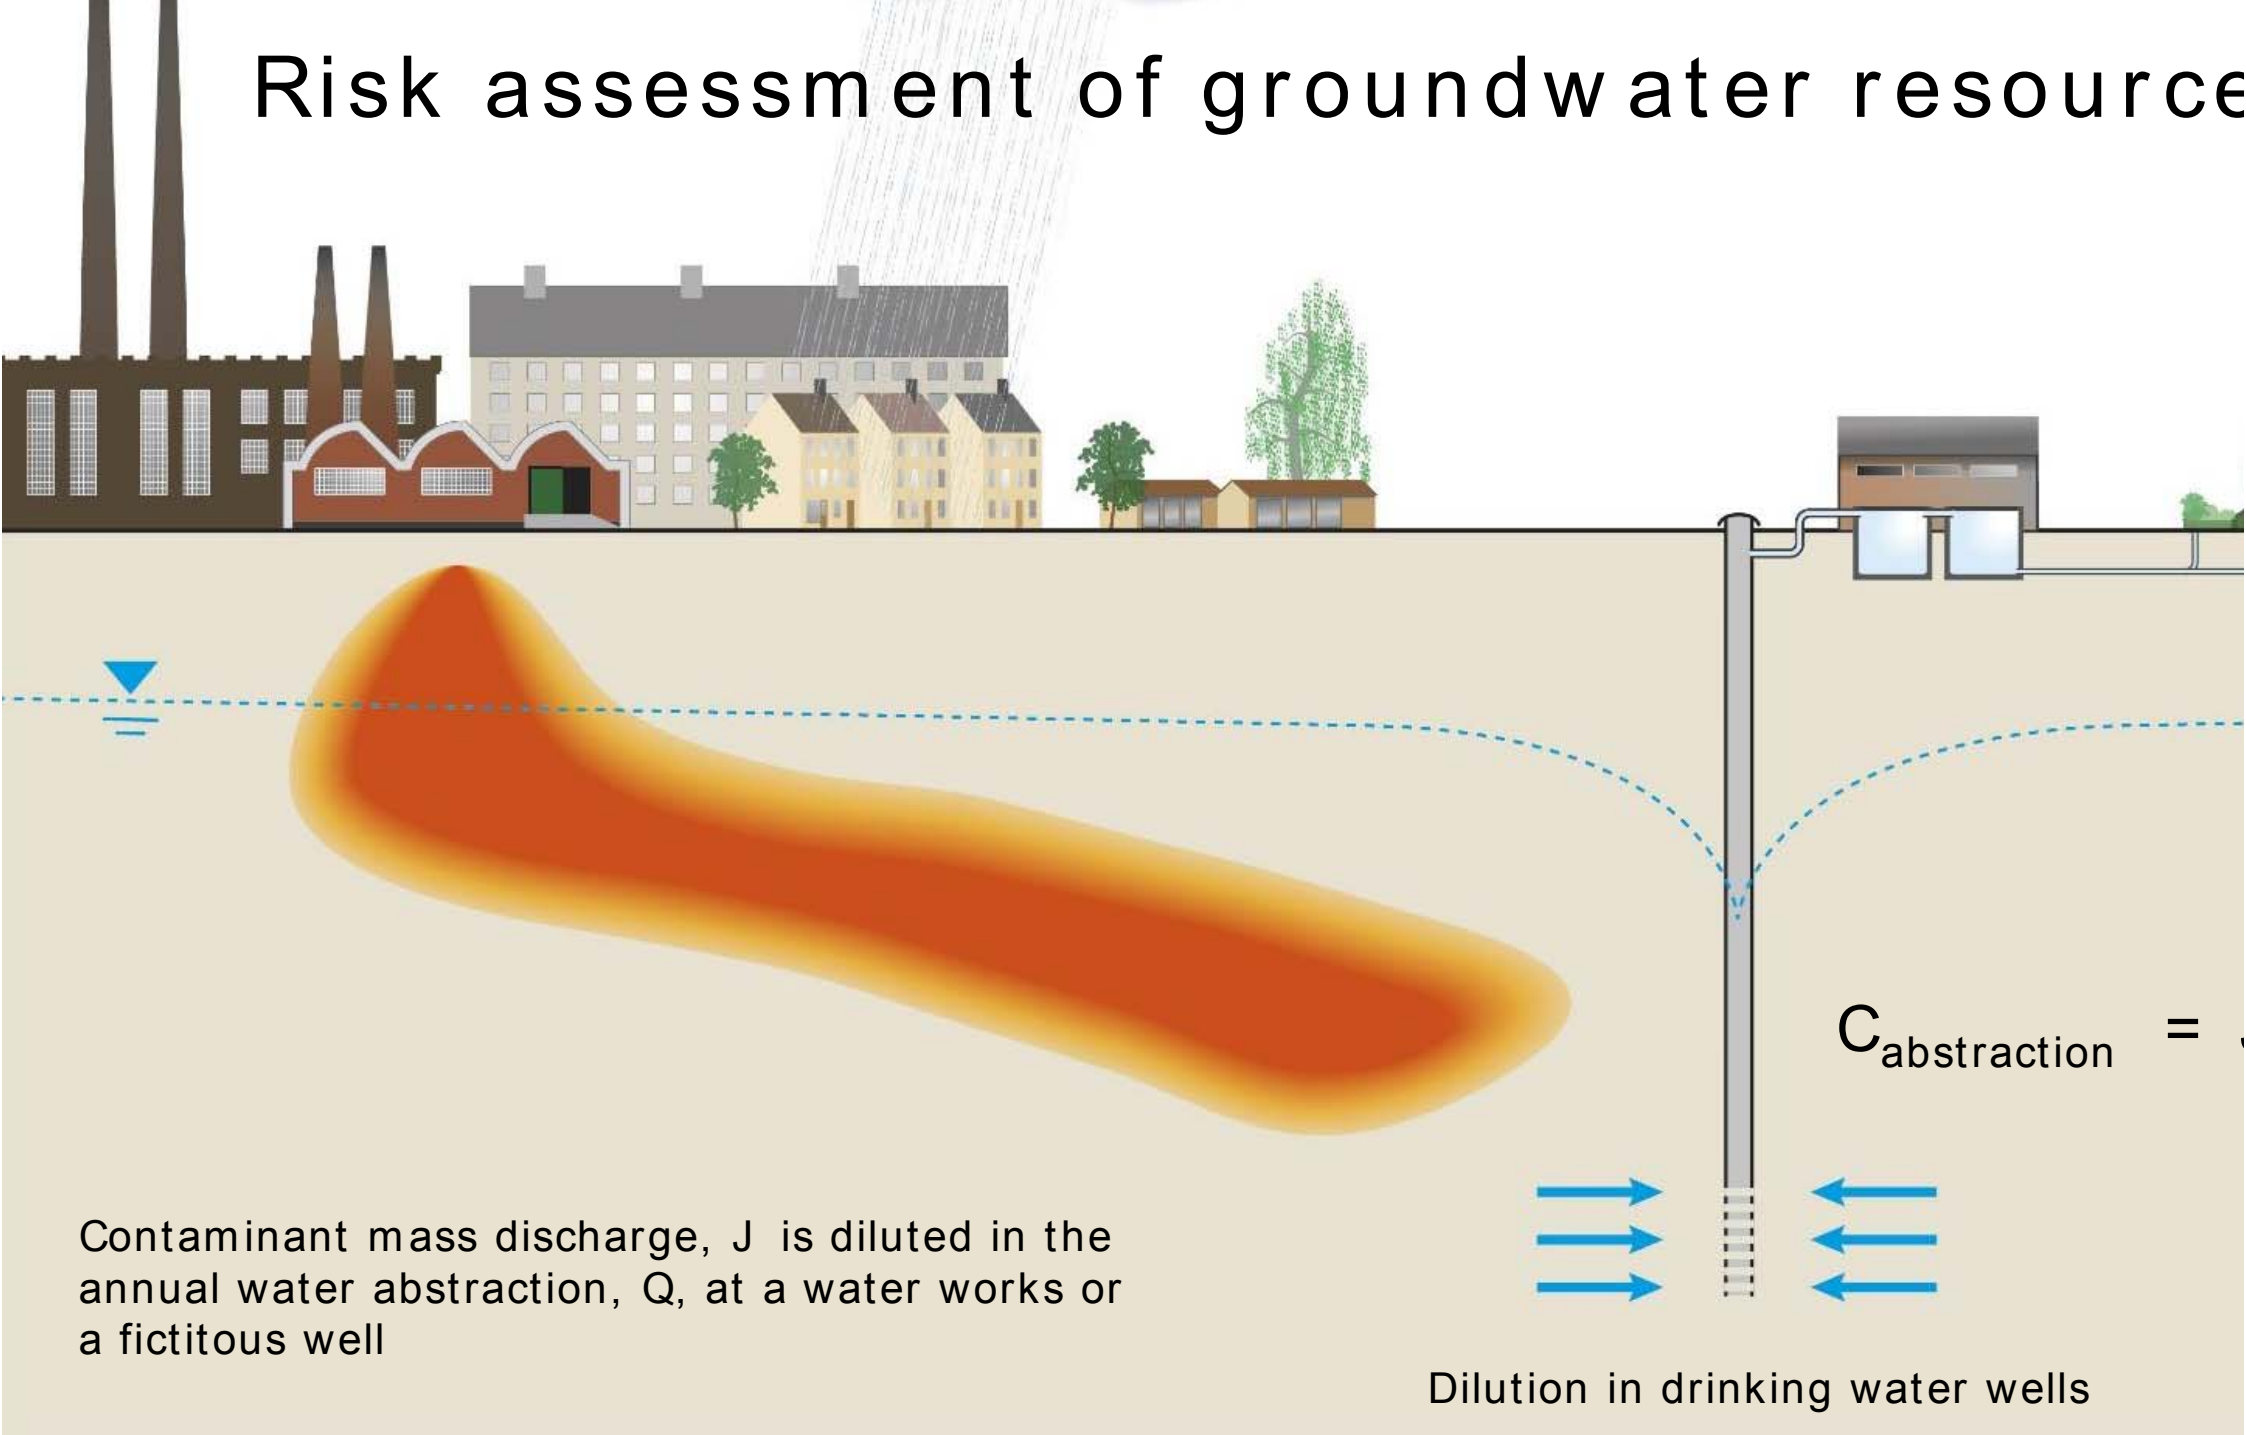 Risk assessment of groundwater resource
C abstraction =
Contaminant mass discharge, J is diluted in the
annual water abstraction, Q, at a water works or
a fictitous well
Dilution in drinking water wells